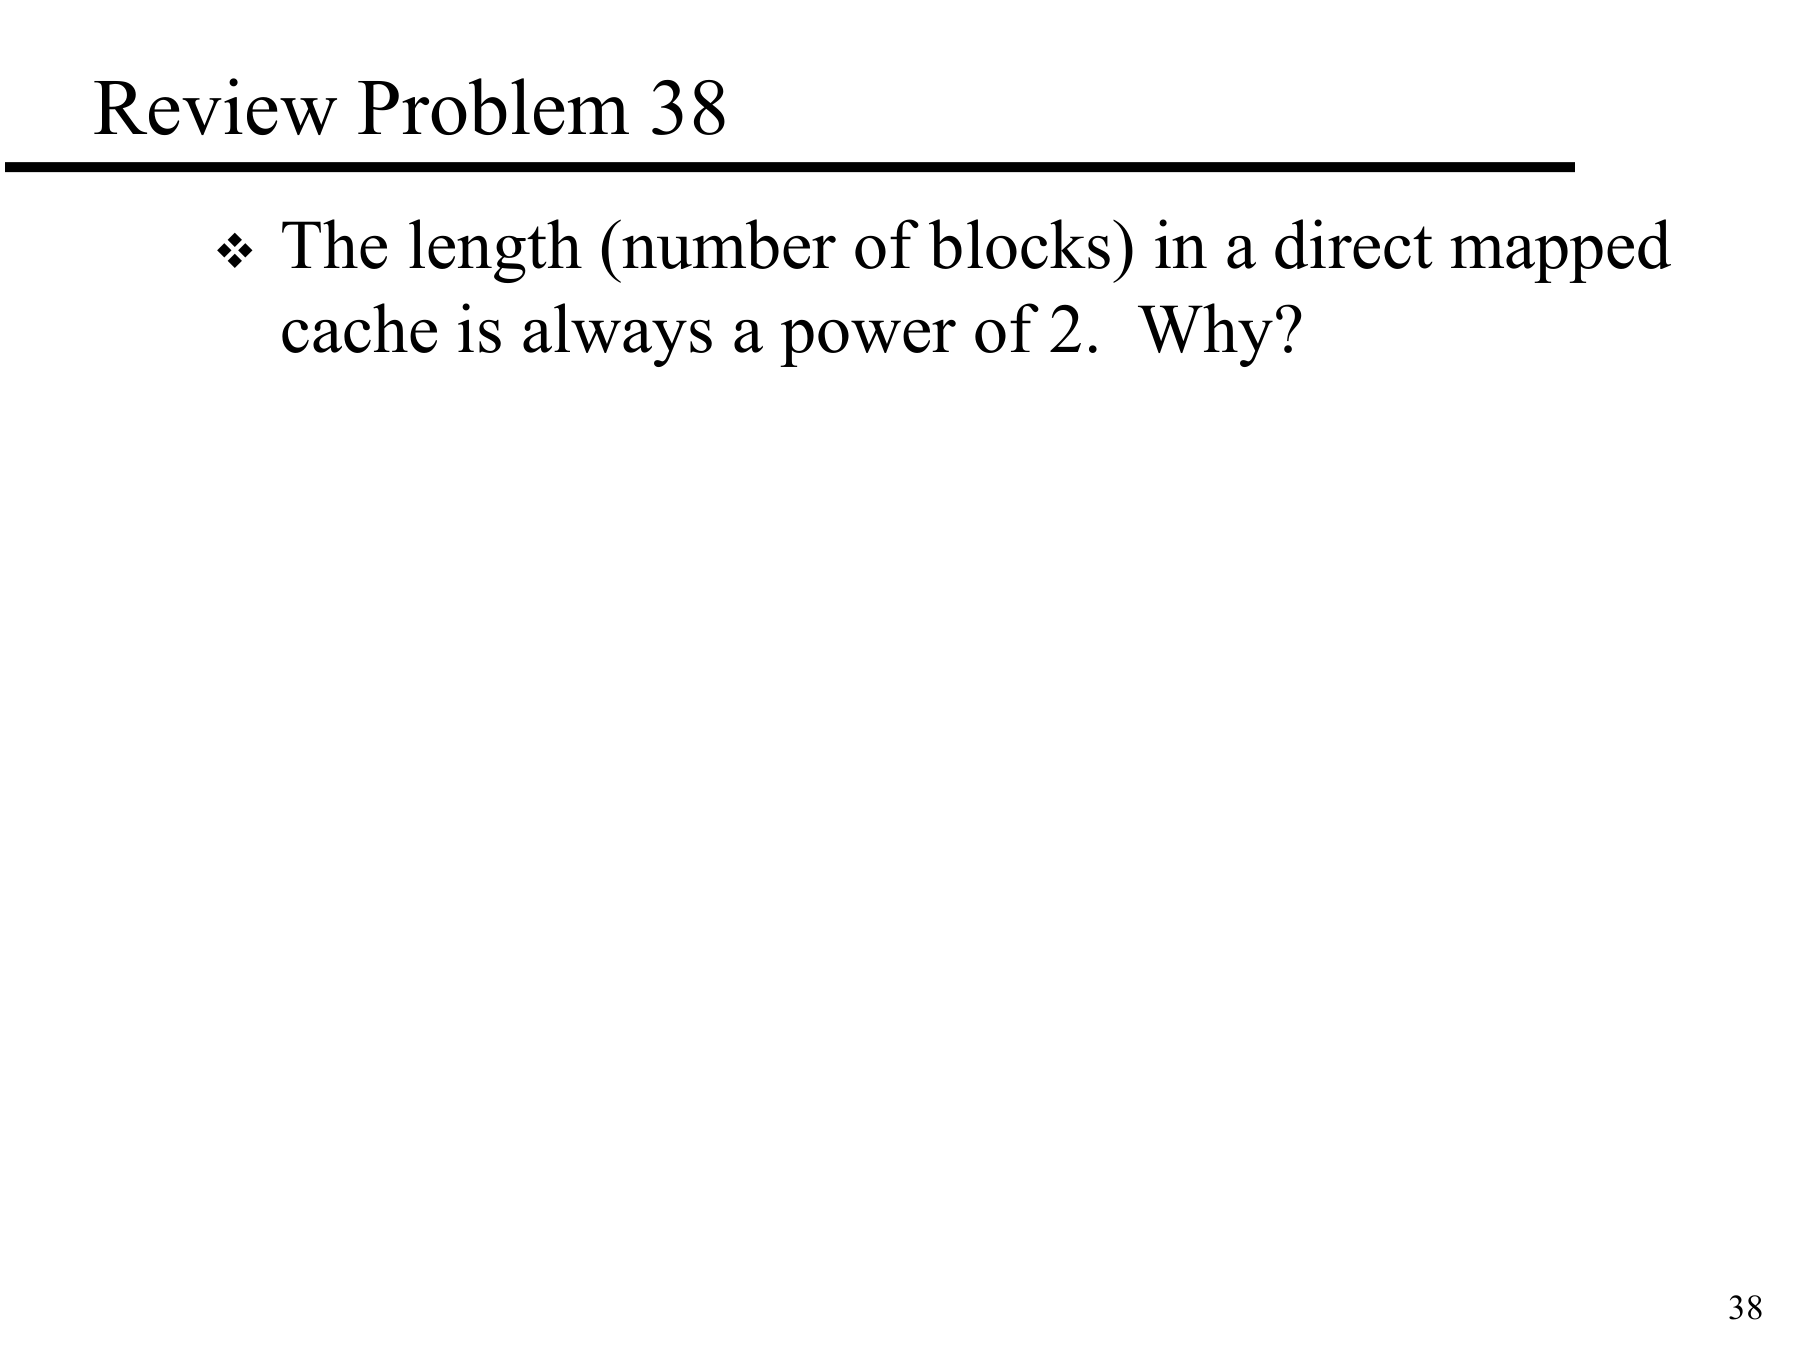 Review Problem 38
❖ The length (number of blocks) in a direct mapped
cache is always a power of 2.  Why?
38